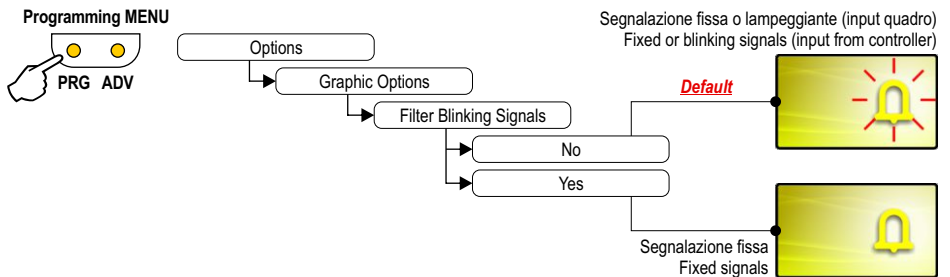 Programming MENU
PRG ADV
Options
Graphic Options
Filter Blinking Signals
No
Yes
Default
Segnalazione fissa o lampeggiante (input quadro)
Fixed or blinking signals (input from controller)
Segnalazione fissa
Fixed signals